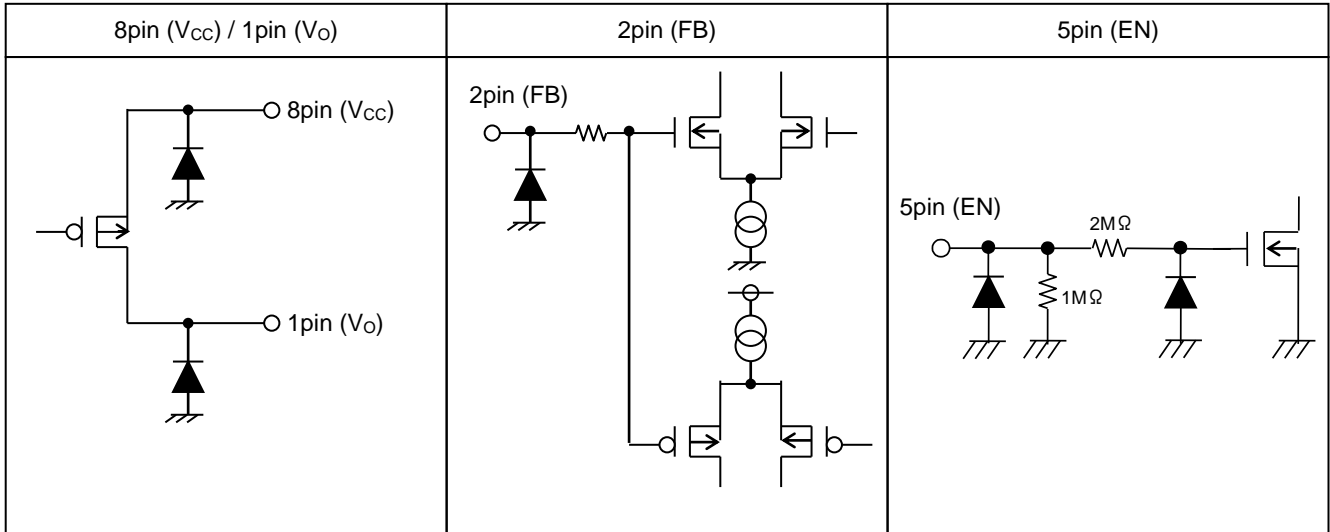 8pin (VCC) / 1pin (VO)
8pin (VCC)
1pin (VO)
2pin (FB)
2pin (FB)
5pin (EN)
5pin (EN)
2MΩ
1MΩ